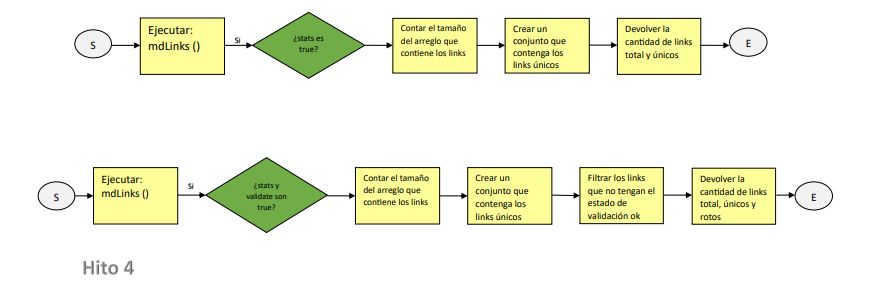 S
Ejecutar:
mdLinks ()
Si
¿stats es
true?
Contar el tamaño
del arreglo que
contiene los links
Crear un
conjunto que
contenga los
links únicos
Devolver la
cantidad de links
total y únicos
E
S
Ejecutar:
mdLinks ()
Si
¿stats y
validate son
true?
Contar el tamaño
del arreglo que
contiene los links
Crear un
conjunto que
contenga los
links únicos
Filtrar los links
que no tengan el
estado de
validación ok
Devolver la
cantidad de links
total, únicos y
rotos
E
Hito 4